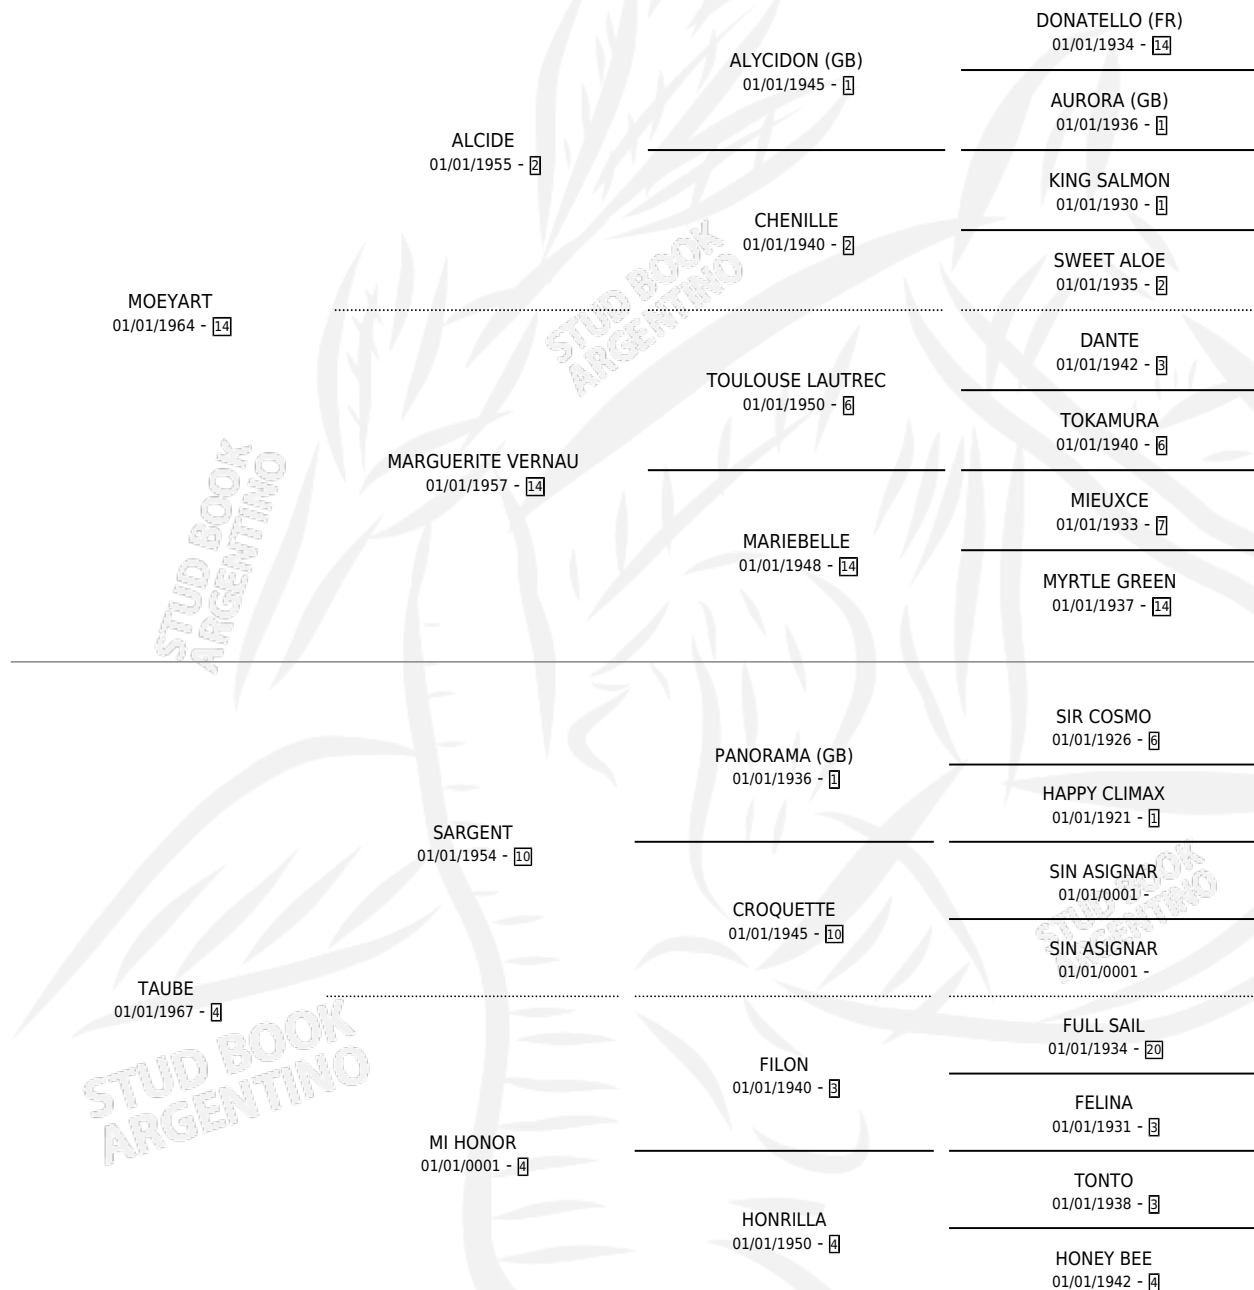 DONATELLO (FR)
01/01/1934 - 14
ALYCIDON (GB)
01/01/1945 - 1
AURORA (GB)
01/01/1936 - 1
ALCIDE
01/01/1955 - 2
KING SALMON
01/01/1930 - 1
CHENILLE
01/01/1940 - 2
SWEET ALOE
01/01/1935 - 2
MOEYART
01/01/1964 - 14
DANTE
01/01/1942 - 3
TOULOUSE LAUTREC
01/01/1950 - 6
TOKAMURA
01/01/1940 - 6
MARGUERITE VERNAU
01/01/1957 - 14
MIEUXCE
01/01/1933 - 7
MARIEBELLE
01/01/1948 - 14
MYRTLE GREEN
01/01/1937 - 14
SIR COSMO
01/01/1926 - 6
PANORAMA (GB)
01/01/1936 - 1
HAPPY CLIMAX
01/01/1921 - 1
SARGENT
01/01/1954 - 10
SIN ASIGNAR
01/01/0001 -
CROQUETTE
01/01/1945 - 10
SIN ASIGNAR
01/01/0001 -
TAUBE
01/01/1967 - 4
FULL SAIL
01/01/1934 - 20
FILON
01/01/1940 - 3
FELINA
01/01/1931 - 3
MI HONOR
01/01/0001 - 4
TONTO
01/01/1938 - 3
HONRILLA
01/01/1950 - 4
HONEY BEE
01/01/1942 - 4
STUD BOOK
ARGENTINO
STUD BOOK
ARGENTINO
STUD BOOK
ARGENTINO
STUD BOOK
ARGENTINO